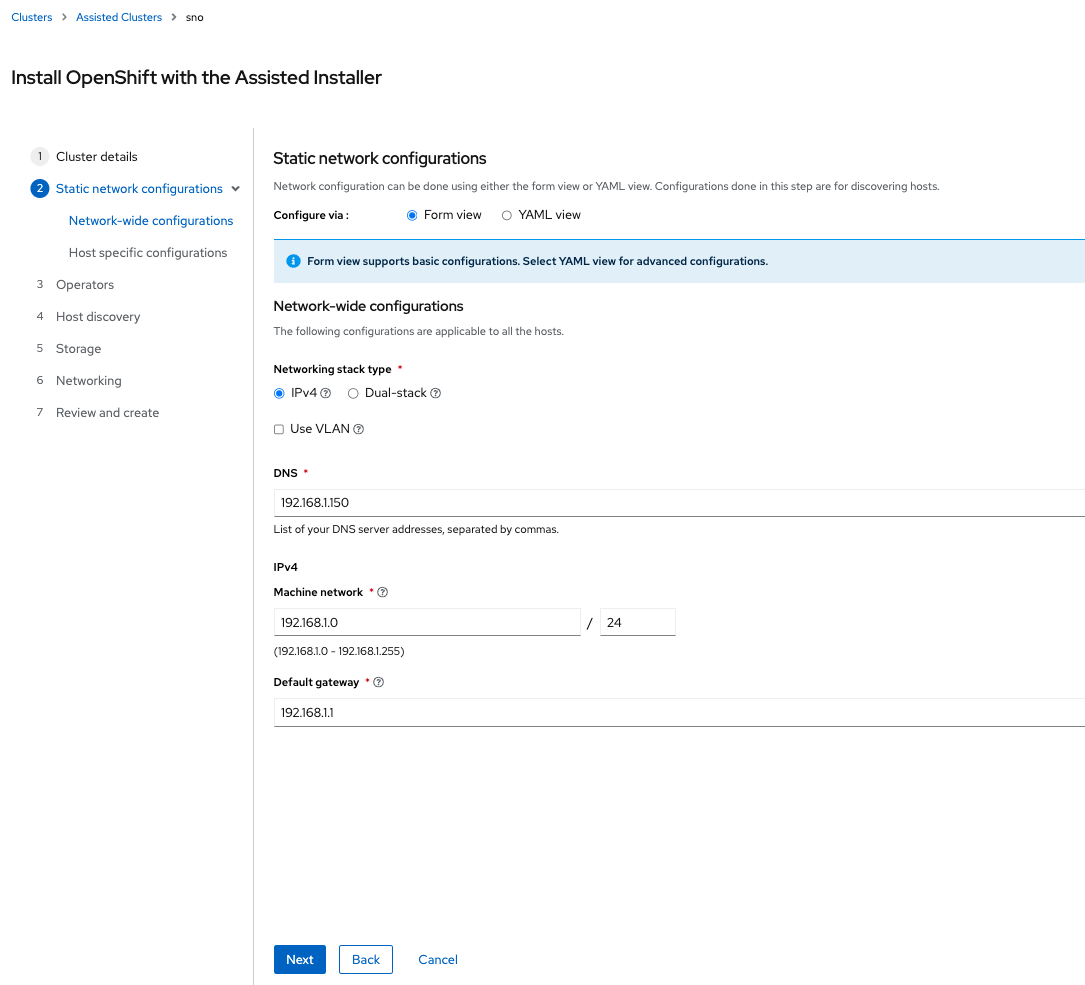 Clusters > Assisted Clusters > sno
Install OpenShift with the Assisted Installer
1 Cluster details
2 Static network configurations
Network-wide configurations
Host specific configurations
3 Operators
4 Host discovery
5 Storage
6 Networking
7 Review and create
Static network configurations
Network configuration can be done using either the form view or YAML view. Configurations done in this step are for discovering hosts.
Configure via : Form view YAML view
Form view supports basic configurations. Select YAML view for advanced configurations.
Network-wide configurations
The following configurations are applicable to all the hosts.
Networking stack type *
IPv4 Dual-stack
Use VLAN
DNS *
192.168.1.150
List of your DNS server addresses, separated by commas.
IPv4
Machine network *
192.168.1.0 / 24
(192.168.1.0 - 192.168.1.255)
Default gateway *
192.168.1.1
Next Back Cancel